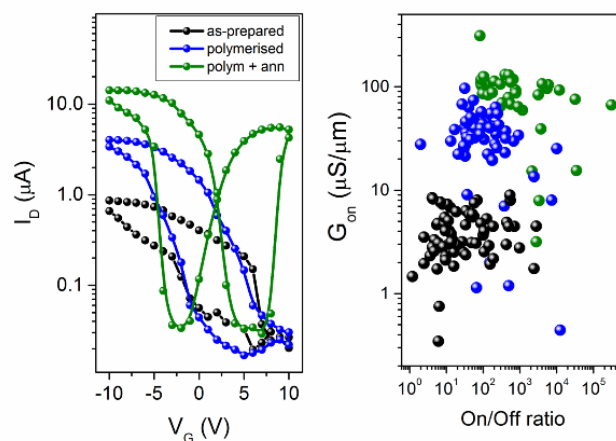 as-prepared
polymerised
polym + ann
10.0
1.0
0.1
I_D (μA)
-10 -5 0 5 10
V_G (V)
100
10
1
G_on (μS/μm)
10^0 10^1 10^2 10^3 10^4 10^5
On/Off ratio